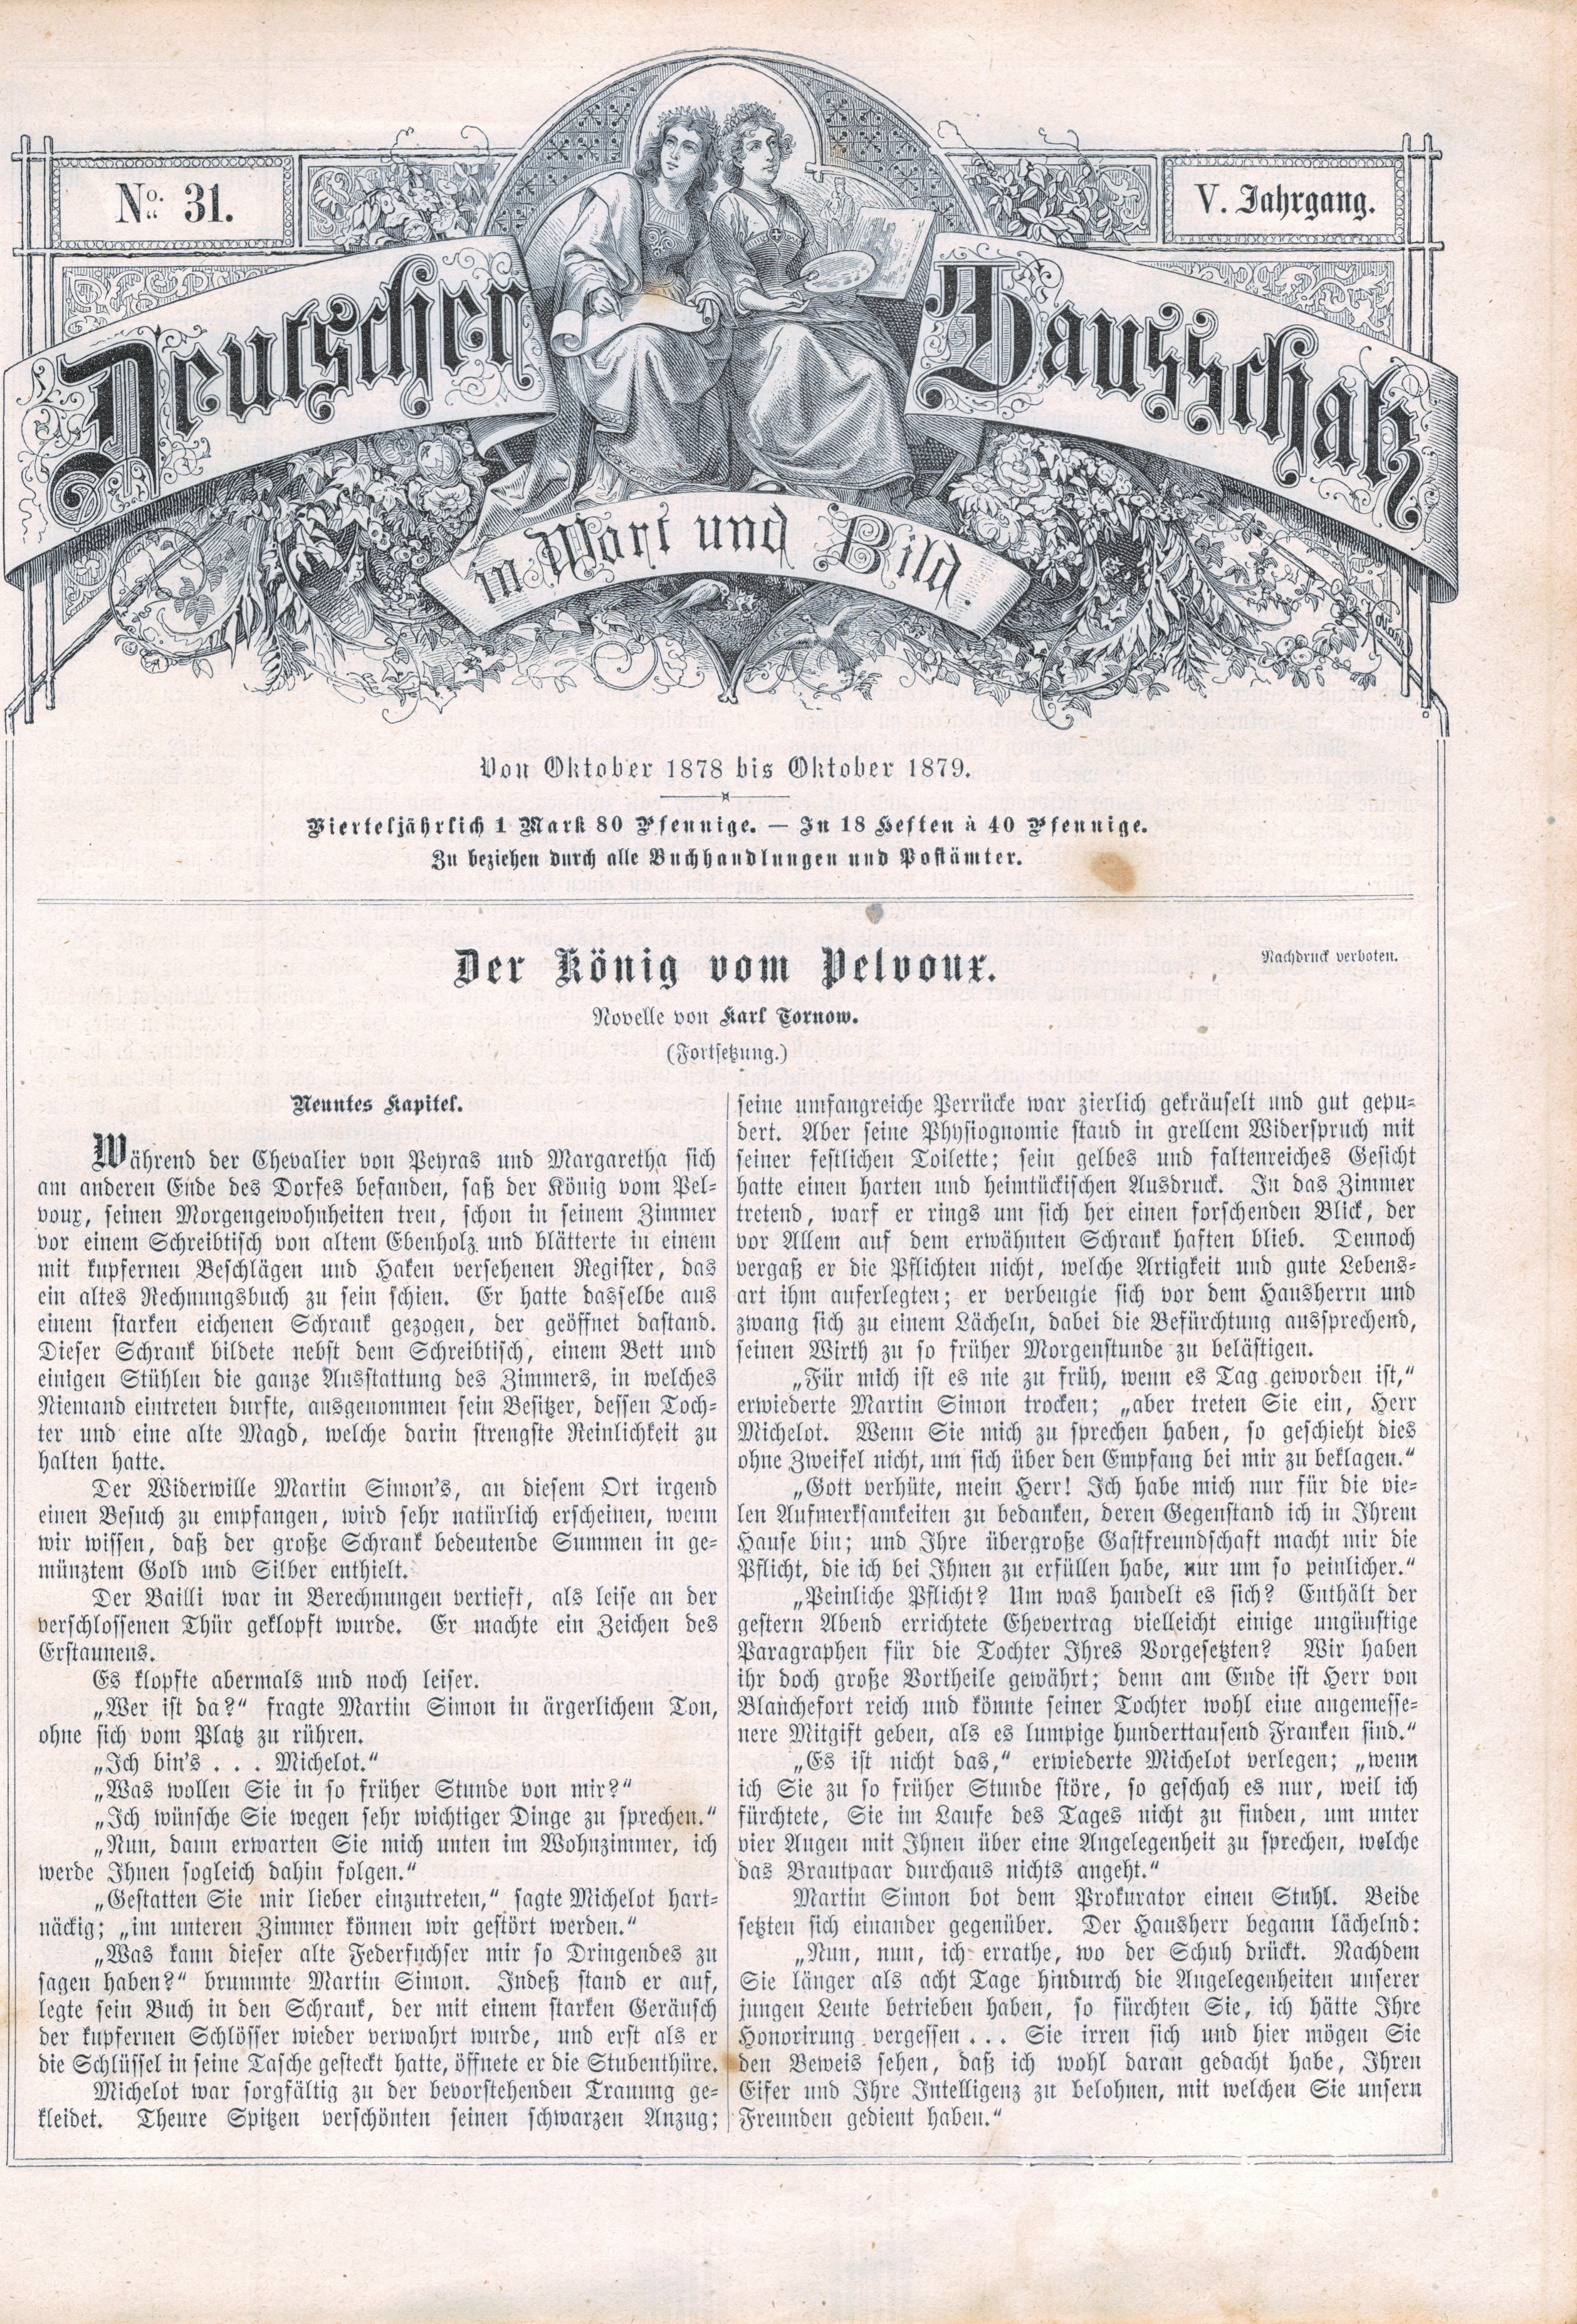 No. 31.
V. Jahrgang.
Deutscher Hausschatz
in Wort und Bild.
Von Oktober 1878 bis Oktober 1879.
Vierteljährlich 1 Mark 80 Pfennige. — In 18 Heften à 40 Pfennige.
Zu beziehen durch alle Buchhandlungen und Postämter.
Der König vom Pelvoux.
Nachdruck verboten.
Novelle von Karl Tornow.
(Fortsetzung.)
Neuntes Kapitel.
Während der Chevalier von Peyras und Margaretha sich
am anderen Ende des Dorfes befanden, saß der König vom Pel-
voux, seinen Morgengewohnheiten treu, schon in seinem Zimmer
vor einem Schreibtisch von altem Ebenholz und blätterte in einem
mit kupfernen Beschlägen und Haken versehenen Register, das
ein altes Rechnungsbuch zu sein schien. Er hatte dasselbe aus
einem starken eichenen Schrank gezogen, der geöffnet dastand.
Dieser Schrank bildete nebst dem Schreibtisch, einem Bett und
einigen Stühlen die ganze Ausstattung des Zimmers, in welches
Niemand eintreten durfte, ausgenommen sein Besitzer, dessen Toch-
ter und eine alte Magd, welche darin strengste Reinlichkeit zu
halten hatte.
Der Widerwille Martin Simon's, an diesem Ort irgend
einen Besuch zu empfangen, wird sehr natürlich erscheinen, wenn
wir wissen, daß der große Schrank bedeutende Summen in ge-
münztem Gold und Silber enthielt.
Der Bailli war in Berechnungen vertieft, als leise an der
verschlossenen Thür geklopft wurde. Er machte ein Zeichen des
Erstaunens.
Es klopfte abermals und noch leiser.
„Wer ist da?“ fragte Martin Simon in ärgerlichem Ton,
ohne sich vom Platz zu rühren.
„Ich bin's . . . Michelot.“
„Was wollen Sie in so früher Stunde von mir?“
„Ich wünsche Sie wegen sehr wichtiger Dinge zu sprechen.“
„Nun, dann erwarten Sie mich unten im Wohnzimmer, ich
werde Ihnen sogleich dahin folgen.“
„Gestatten Sie mir lieber einzutreten,“ sagte Michelot hart-
näckig; „im unteren Zimmer können wir gestört werden.“
„Was kann dieser alte Federfuchser mir so Dringendes zu
sagen haben?“ brummte Martin Simon. Indeß stand er auf,
legte sein Buch in den Schrank, der mit einem starken Geräusch
der kupfernen Schlösser wieder verwahrt wurde, und erst als er
die Schlüssel in seine Tasche gesteckt hatte, öffnete er die Stubenthüre.
Michelot war sorgfältig zu der bevorstehenden Trauung ge-
kleidet. Theure Spitzen verschönten seinen schwarzen Anzug;
seine umfangreiche Perrücke war zierlich gekräuselt und gut gepu-
dert. Aber seine Physiognomie stand in grellem Widerspruch mit
seiner festlichen Toilette; sein gelbes und faltenreiches Gesicht
hatte einen harten und heimtückischen Ausdruck. In das Zimmer
tretend, warf er rings um sich her einen forschenden Blick, der
vor Allem auf dem erwähnten Schrank haften blieb. Dennoch
vergaß er die Pflichten nicht, welche Artigkeit und gute Lebens-
art ihm auferlegten; er verbeugte sich vor dem Hausherrn und
zwang sich zu einem Lächeln, dabei die Befürchtung aussprechend,
seinen Wirth zu so früher Morgenstunde zu belästigen.
„Für mich ist es nie zu früh, wenn es Tag geworden ist,“
erwiederte Martin Simon trocken; „aber treten Sie ein, Herr
Michelot. Wenn Sie mich zu sprechen haben, so geschieht dies
ohne Zweifel nicht, um sich über den Empfang bei mir zu beklagen.“
„Gott verhüte, mein Herr! Ich habe mich nur für die vie-
len Aufmerksamkeiten zu bedanken, deren Gegenstand ich in Ihrem
Hause bin; und Ihre übergroße Gastfreundschaft macht mir die
Pflicht, die ich bei Ihnen zu erfüllen habe, nur um so peinlicher.“
„Peinliche Pflicht? Um was handelt es sich? Enthält der
gestern Abend errichtete Ehevertrag vielleicht einige ungünstige
Paragraphen für die Tochter Ihres Vorgesetzten? Wir haben
ihr doch große Vortheile gewährt; denn am Ende ist Herr von
Blanchefort reich und könnte seiner Tochter wohl eine angemesse-
nere Mitgift geben, als es lumpige hunderttausend Franken sind.“
„Es ist nicht das,“ erwiederte Michelot verlegen; „wenn
ich Sie zu so früher Stunde störe, so geschah es nur, weil ich
fürchtete, Sie im Laufe des Tages nicht zu finden, um unter
vier Augen mit Ihnen über eine Angelegenheit zu sprechen, welche
das Brautpaar durchaus nichts angeht.“
Martin Simon bot dem Prokurator einen Stuhl. Beide
setzten sich einander gegenüber. Der Hausherr begann lächelnd:
„Nun, nun, ich errathe, wo der Schuh drückt. Nachdem
Sie länger als acht Tage hindurch die Angelegenheiten unserer
jungen Leute betrieben haben, so fürchten Sie, ich hätte Ihre
Honorirung vergessen . . . Sie irren sich und hier mögen Sie
den Beweis sehen, daß ich wohl daran gedacht habe, Ihren
Eifer und Ihre Intelligenz zu belohnen, mit welchen Sie unsern
Freunden gedient haben.“